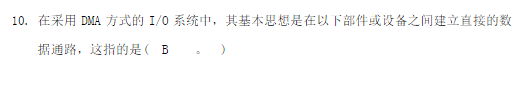 10. 在采用 DMA 方式的 I/O 系统中，其基本思想是在以下部件或设备之间建立直接的数
据通路，这指的是( B 。 )